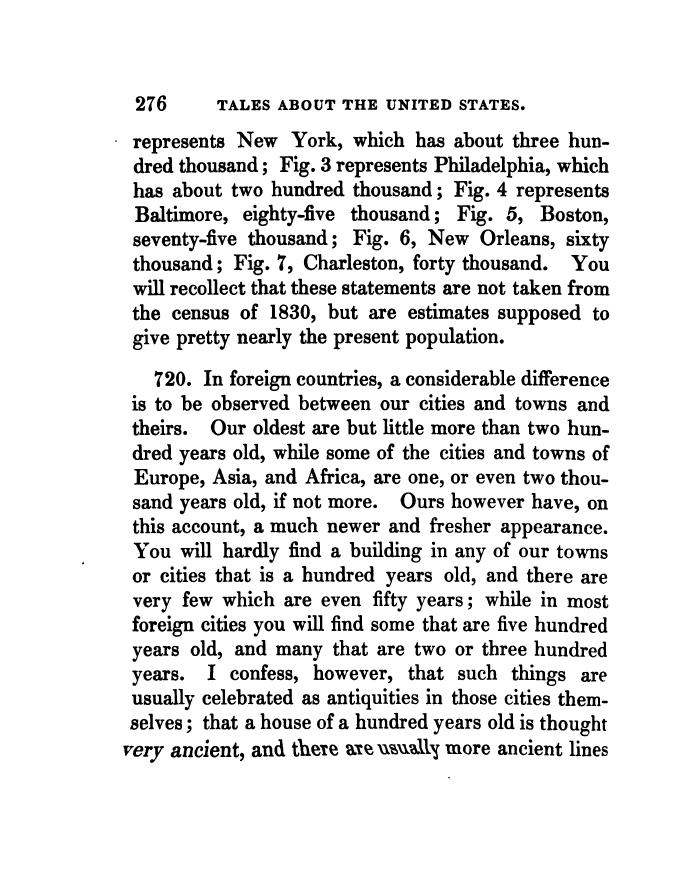 276 TALES ABOUT THE UNITED STATES.
represents New York, which has about three hun-
dred thousand; Fig. 3 represents Philadelphia, which
has about two hundred thousand; Fig. 4 represents
Baltimore, eighty-five thousand; Fig. 5, Boston,
seventy-five thousand; Fig. 6, New Orleans, sixty
thousand; Fig. 7, Charleston, forty thousand. You
will recollect that these statements are not taken from
the census of 1830, but are estimates supposed to
give pretty nearly the present population.
720. In foreign countries, a considerable difference
is to be observed between our cities and towns and
theirs. Our oldest are but little more than two hun-
dred years old, while some of the cities and towns of
Europe, Asia, and Africa, are one, or even two thou-
sand years old, if not more. Ours however have, on
this account, a much newer and fresher appearance.
You will hardly find a building in any of our towns
or cities that is a hundred years old, and there are
very few which are even fifty years; while in most
foreign cities you will find some that are five hundred
years old, and many that are two or three hundred
years. I confess, however, that such things are
usually celebrated as antiquities in those cities them-
selves; that a house of a hundred years old is thought
very ancient, and there are usually more ancient lines